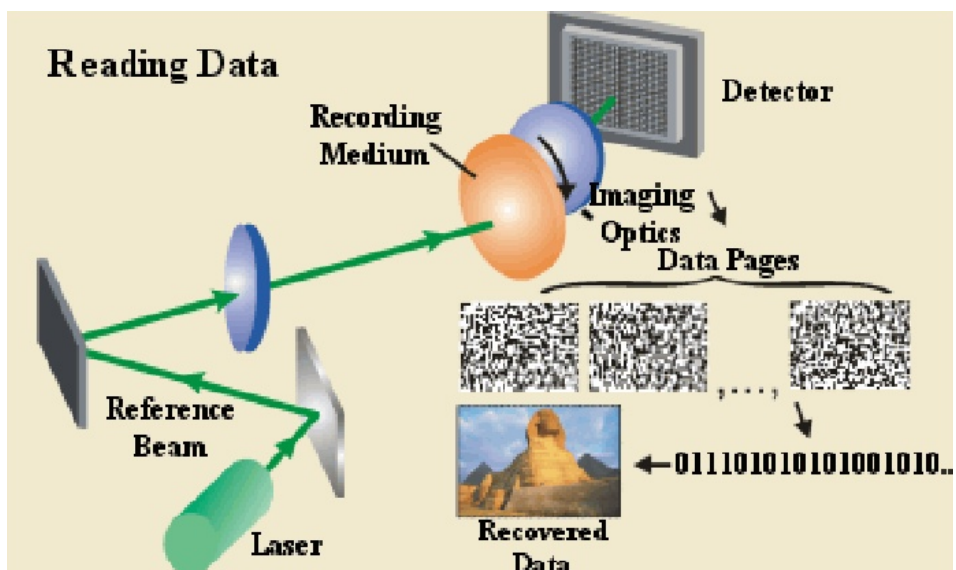 Reading Data
Detector
Recording
Medium
Imaging
Optics
Data Pages
, . . . ,
Reference
Beam
011101010101001010..
Laser
Recovered
Data